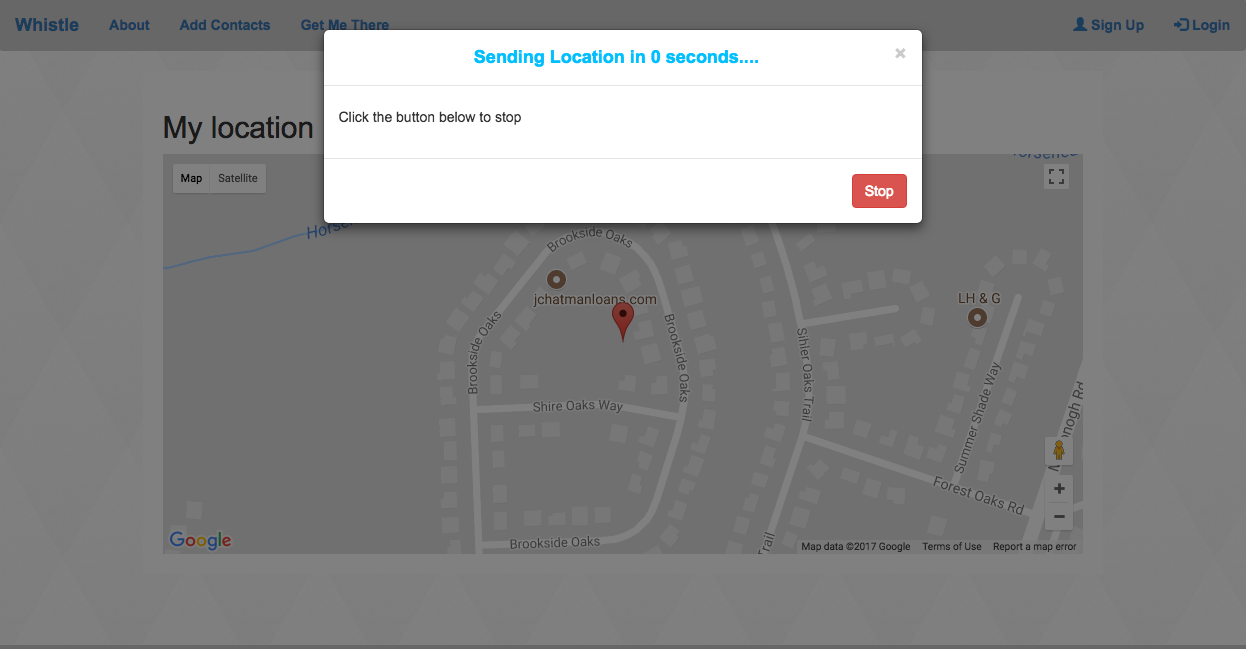 Whistle About Add Contacts Get Me There Sign Up Login
Sending Location in 0 seconds.... ×
Click the button below to stop
Stop
My location
Map Satellite
Brookside Oaks
jchatmanloans.com
LH & G
Brookside Oaks
Brookside Oaks
Sihler Oaks Trail
Summer Shade Way
Shire Oaks Way
Forest Oaks Rd
Brookside Oaks
Trail
+
−
Google
Map data ©2017 Google Terms of Use Report a map error